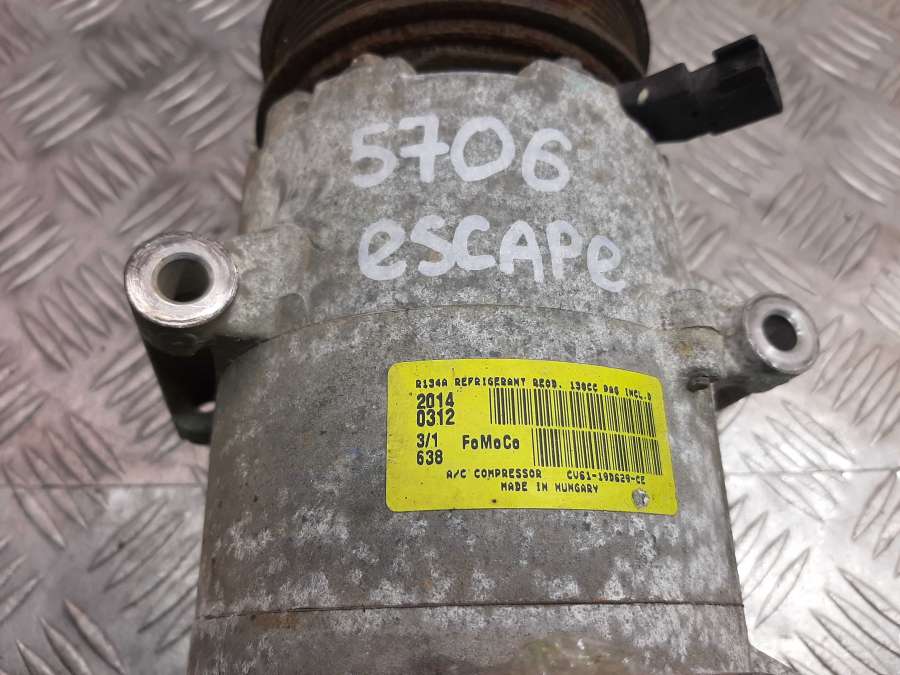 5706
escape
R134A REFRIGERANT REQD. 130CC PAG INCL.D
2014
0312
3/1 FoMoCo
638
A/C COMPRESSOR CV61-19D629-CE
MADE IN HUNGARY